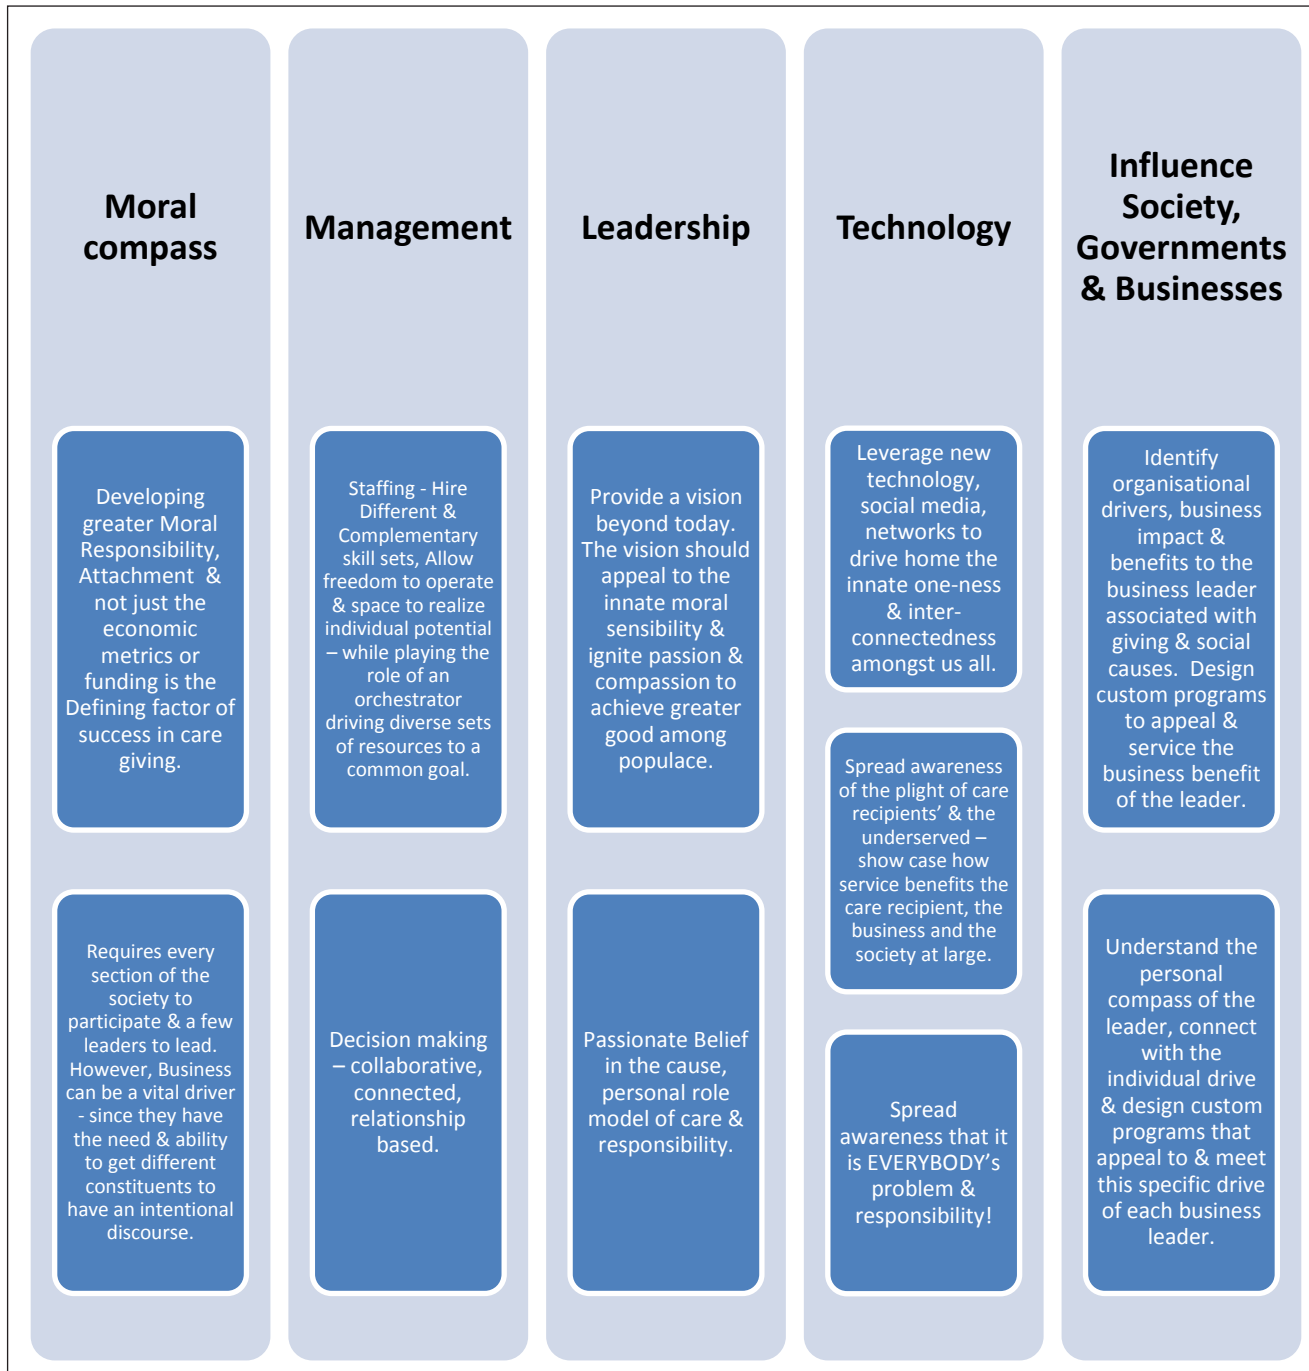 Moral
compass
Developing
greater Moral
Responsibility,
Attachment  &
not just the
economic
metrics or
funding is the
Defining factor of
success in care
giving.
Requires every
section of the
society to
participate & a few
leaders to lead.
However, Business
can be a vital driver
- since they have
the need & ability
to get different
constituents to
have an intentional
discourse.
Management
Staffing - Hire
Different &
Complementary
skill sets, Allow
freedom to operate
& space to realize
individual potential
– while playing the
role of an
orchestrator
driving diverse sets
of resources to a
common goal.
Decision making
– collaborative,
connected,
relationship
based.
Leadership
Provide a vision
beyond today.
The vision should
appeal to the
innate moral
sensibility &
ignite passion &
compassion to
achieve greater
good among
populace.
Passionate Belief
in the cause,
personal role
model of care &
responsibility.
Technology
Leverage new
technology,
social media,
networks to
drive home the
innate one-ness
& inter-
connectedness
amongst us all.
Spread awareness
of the plight of care
recipients’ & the
underserved –
show case how
service benefits the
care recipient, the
business and the
society at large.
Spread
awareness that it
is EVERYBODY’s
problem &
responsibility!
Influence
Society,
Governments
& Businesses
Identify
organisational
drivers, business
impact &
benefits to the
business leader
associated with
giving & social
causes.  Design
custom programs
to appeal &
service the
business benefit
of the leader.
Understand the
personal
compass of the
leader, connect
with the
individual drive
& design custom
programs that
appeal to & meet
this specific drive
of each business
leader.